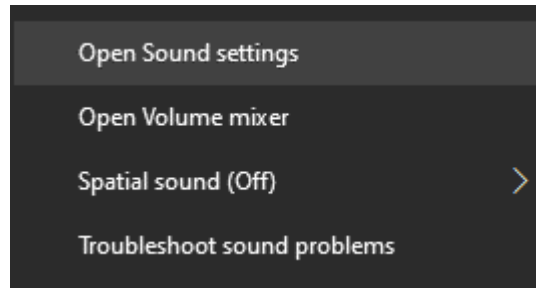 Open Sound settings
Open Volume mixer
Spatial sound (Off)
Troubleshoot sound problems